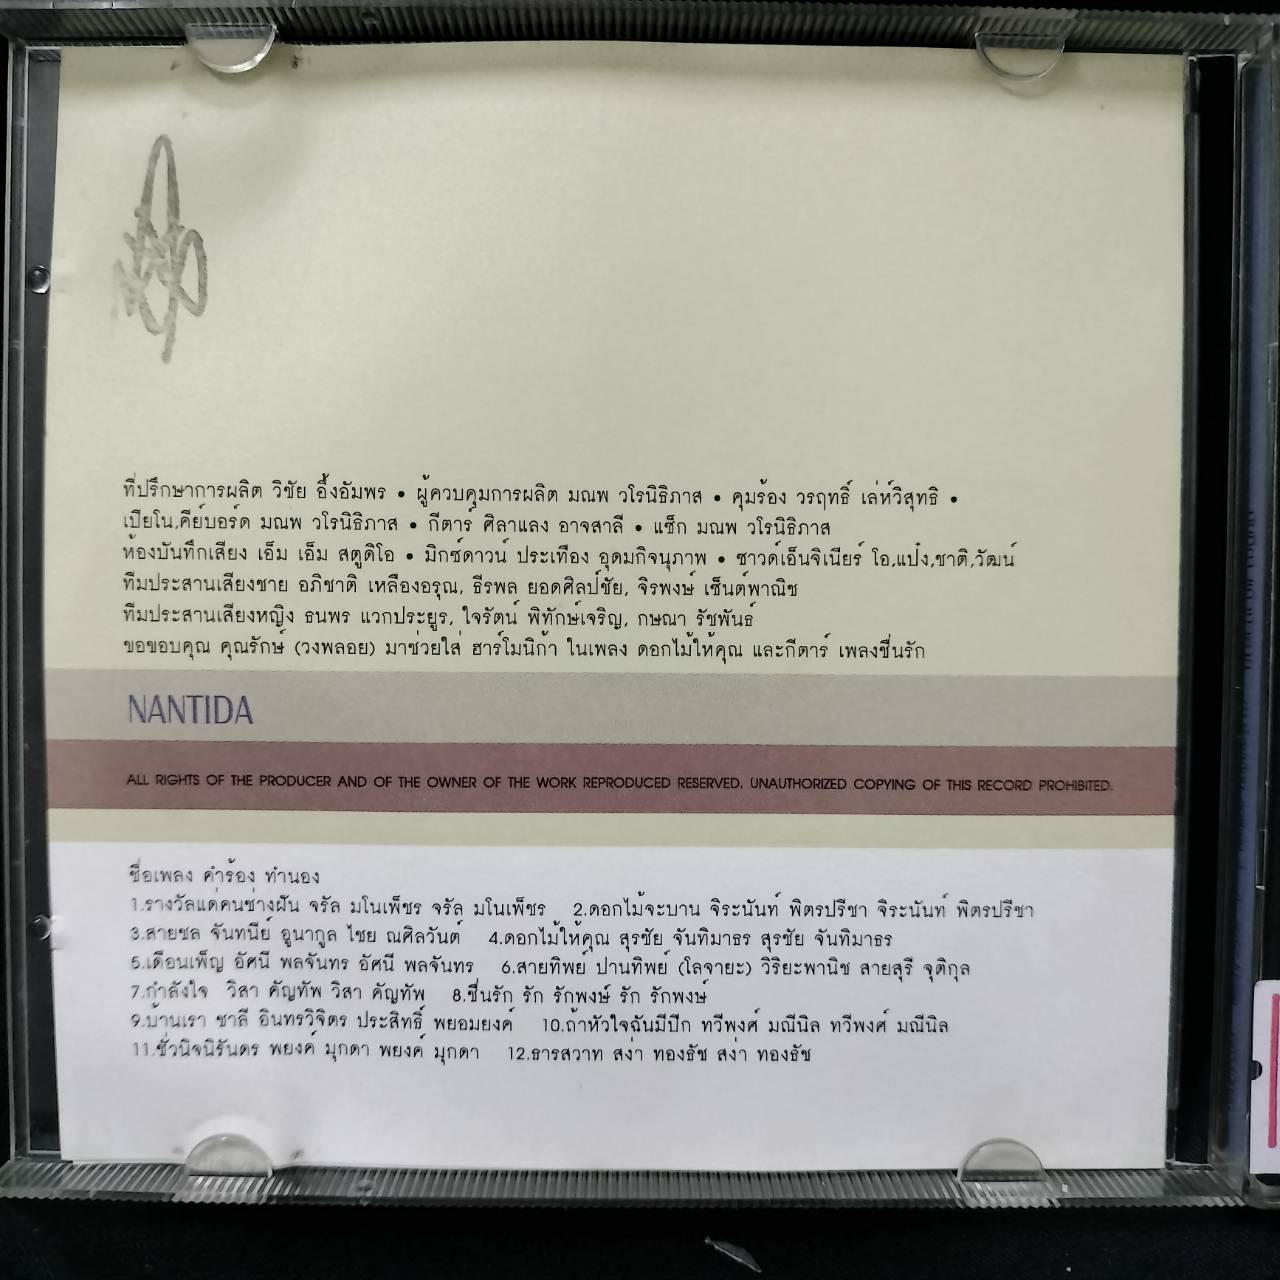 ที่ปรึกษาการผลิต วิชัย อึ้งอัมพร • ผู้ควบคุมการผลิต มณพ วโรนิธิภาส • คุมร้อง วรฤทธิ์ เล่ห์วิสุทธิ •
เปียโน,คีย์บอร์ด มณพ วโรนิธิภาส • กีตาร์ ศิลาแลง อาจสาลี • แซ็ก มณพ วโรนิธิภาส
ห้องบันทึกเสียง เอ็ม เอ็ม สตูดิโอ • มิกซ์ดาวน์ ประเทือง อุดมกิจนุภาพ • ซาวด์เอ็นจิเนียร์ โอ,แป๋ง,ชาติ,วัฒน์
ทีมประสานเสียงชาย อภิชาติ เหลืองอรุณ, ธีรพล ยอดศิลป์ชัย, จิรพงษ์ เซ็นต์พาณิช
ทีมประสานเสียงหญิง ธนพร แวกประยูร, ใจรัตน์ พิทักษ์เจริญ, กษณา รัชพันธ์
ขอขอบคุณ คุณรักษ์ (วงพลอย) มาช่วยใส่ ฮาร์โมนิก้า ในเพลง ดอกไม้ให้คุณ และกีตาร์ เพลงชื่นรัก
NANTIDA
ALL RIGHTS OF THE PRODUCER AND OF THE OWNER OF THE WORK REPRODUCED RESERVED. UNAUTHORIZED COPYING OF THIS RECORD PROHIBITED.
ชื่อเพลง คำร้อง ทำนอง
1.รางวัลแด่คนช่างฝัน จรัล มโนเพ็ชร จรัล มโนเพ็ชร 2.ดอกไม้จะบาน จิระนันท์ พิตรปรีชา จิระนันท์ พิตรปรีชา
3.สายชล จันทนีย์ อูนากูล ไชย ณศิลวันต์ 4.ดอกไม้ให้คุณ สุรชัย จันทิมาธร สุรชัย จันทิมาธร
5.เดือนเพ็ญ อัศนี พลจันทร อัศนี พลจันทร 6.สายทิพย์ ปานทิพย์ (โลจายะ) วิริยะพานิช สายสุรี จุติกุล
7.กำลังใจ วิสา คัญทัพ วิสา คัญทัพ 8.ชื่นรัก รัก รักพงษ์ รัก รักพงษ์
9.บ้านเรา ชาลี อินทรวิจิตร ประสิทธิ์ พยอมยงค์ 10.ถ้าหัวใจฉันมีปีก ทวีพงศ์ มณีนิล ทวีพงศ์ มณีนิล
11.ชั่วนิจนิรันดร พยงค์ มุกดา พยงค์ มุกดา 12.ธารสวาท สง่า ทองธัช สง่า ทองธัช